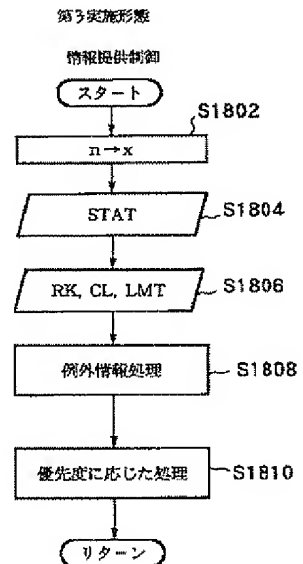 第3実施形態
情報提供制御
スタート
S1802
n→x
STAT
S1804
RK, CL, LMT
S1806
例外情報処理
S1808
優先度に応じた処理
S1810
リターン